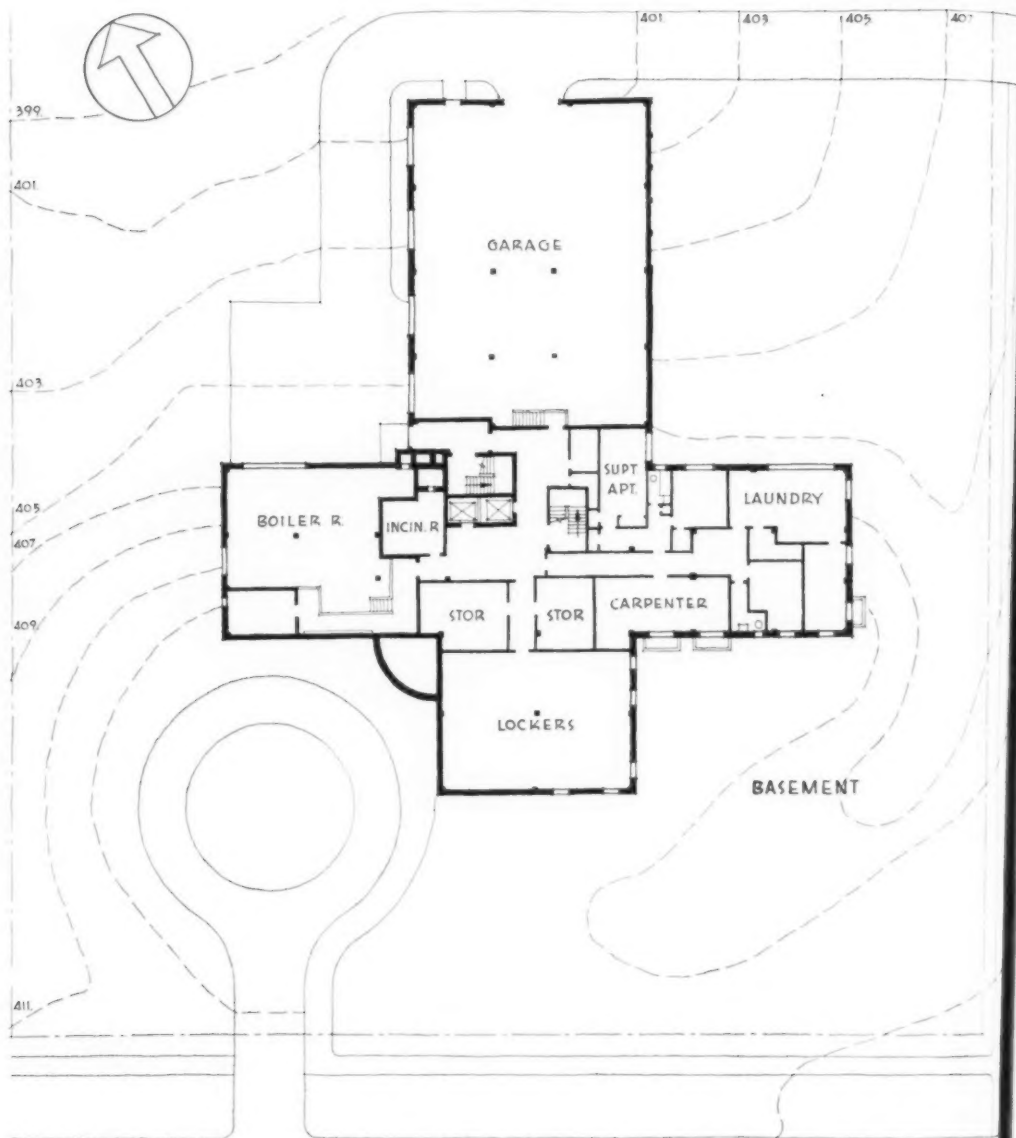 401.
403.
405.
407
399.
401.
GARAGE
403.
SUPT
APT.
LAUNDRY
405
BOILER R.
INCIN. R
407.
STOR
STOR
CARPENTER
409.
LOCKERS
BASEMENT
411.